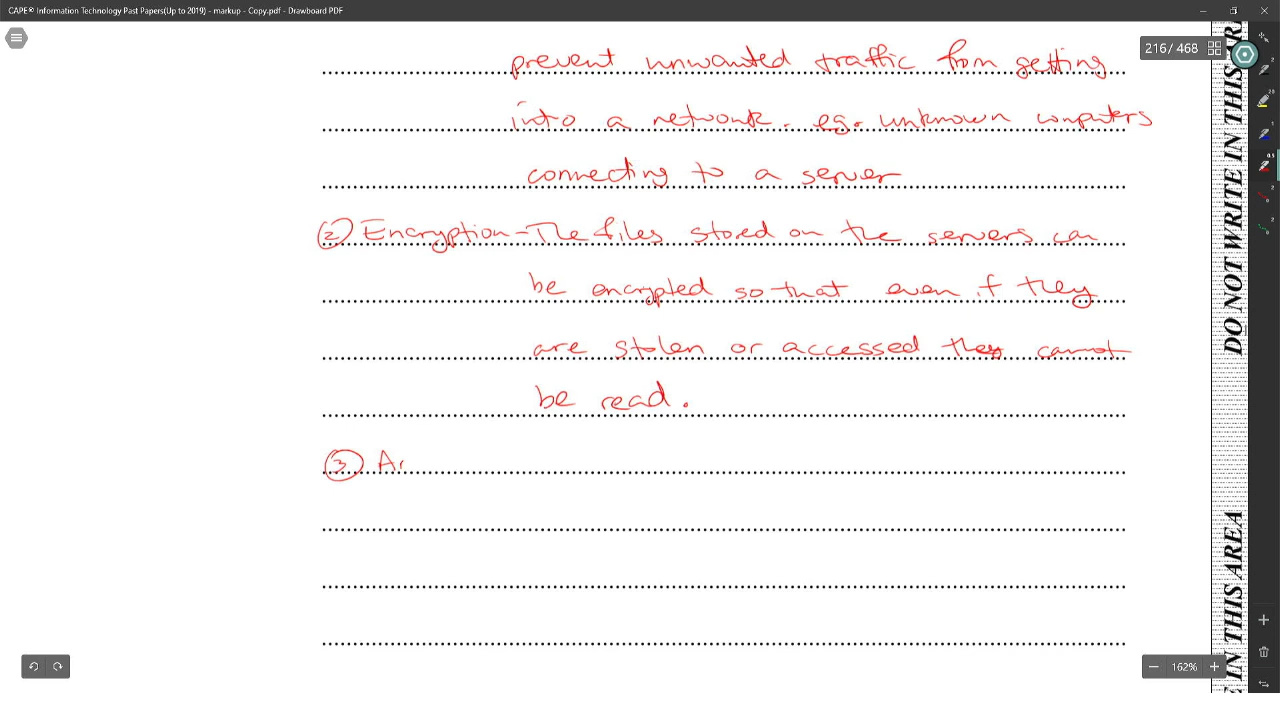 CAPE® Information Technology Past Papers(Up to 2019) - markup - Copy.pdf - Drawboard PDF
216 / 468
prevent unwanted traffic from getting
into a network. eg. unknown computers
connecting to a server
② Encryption - The files stored on the servers can
be encrypted so that even if they
are stolen or accessed they cannot
be read.
③ A
DO NOT WRITE IN THIS
IN THIS AREA
162%